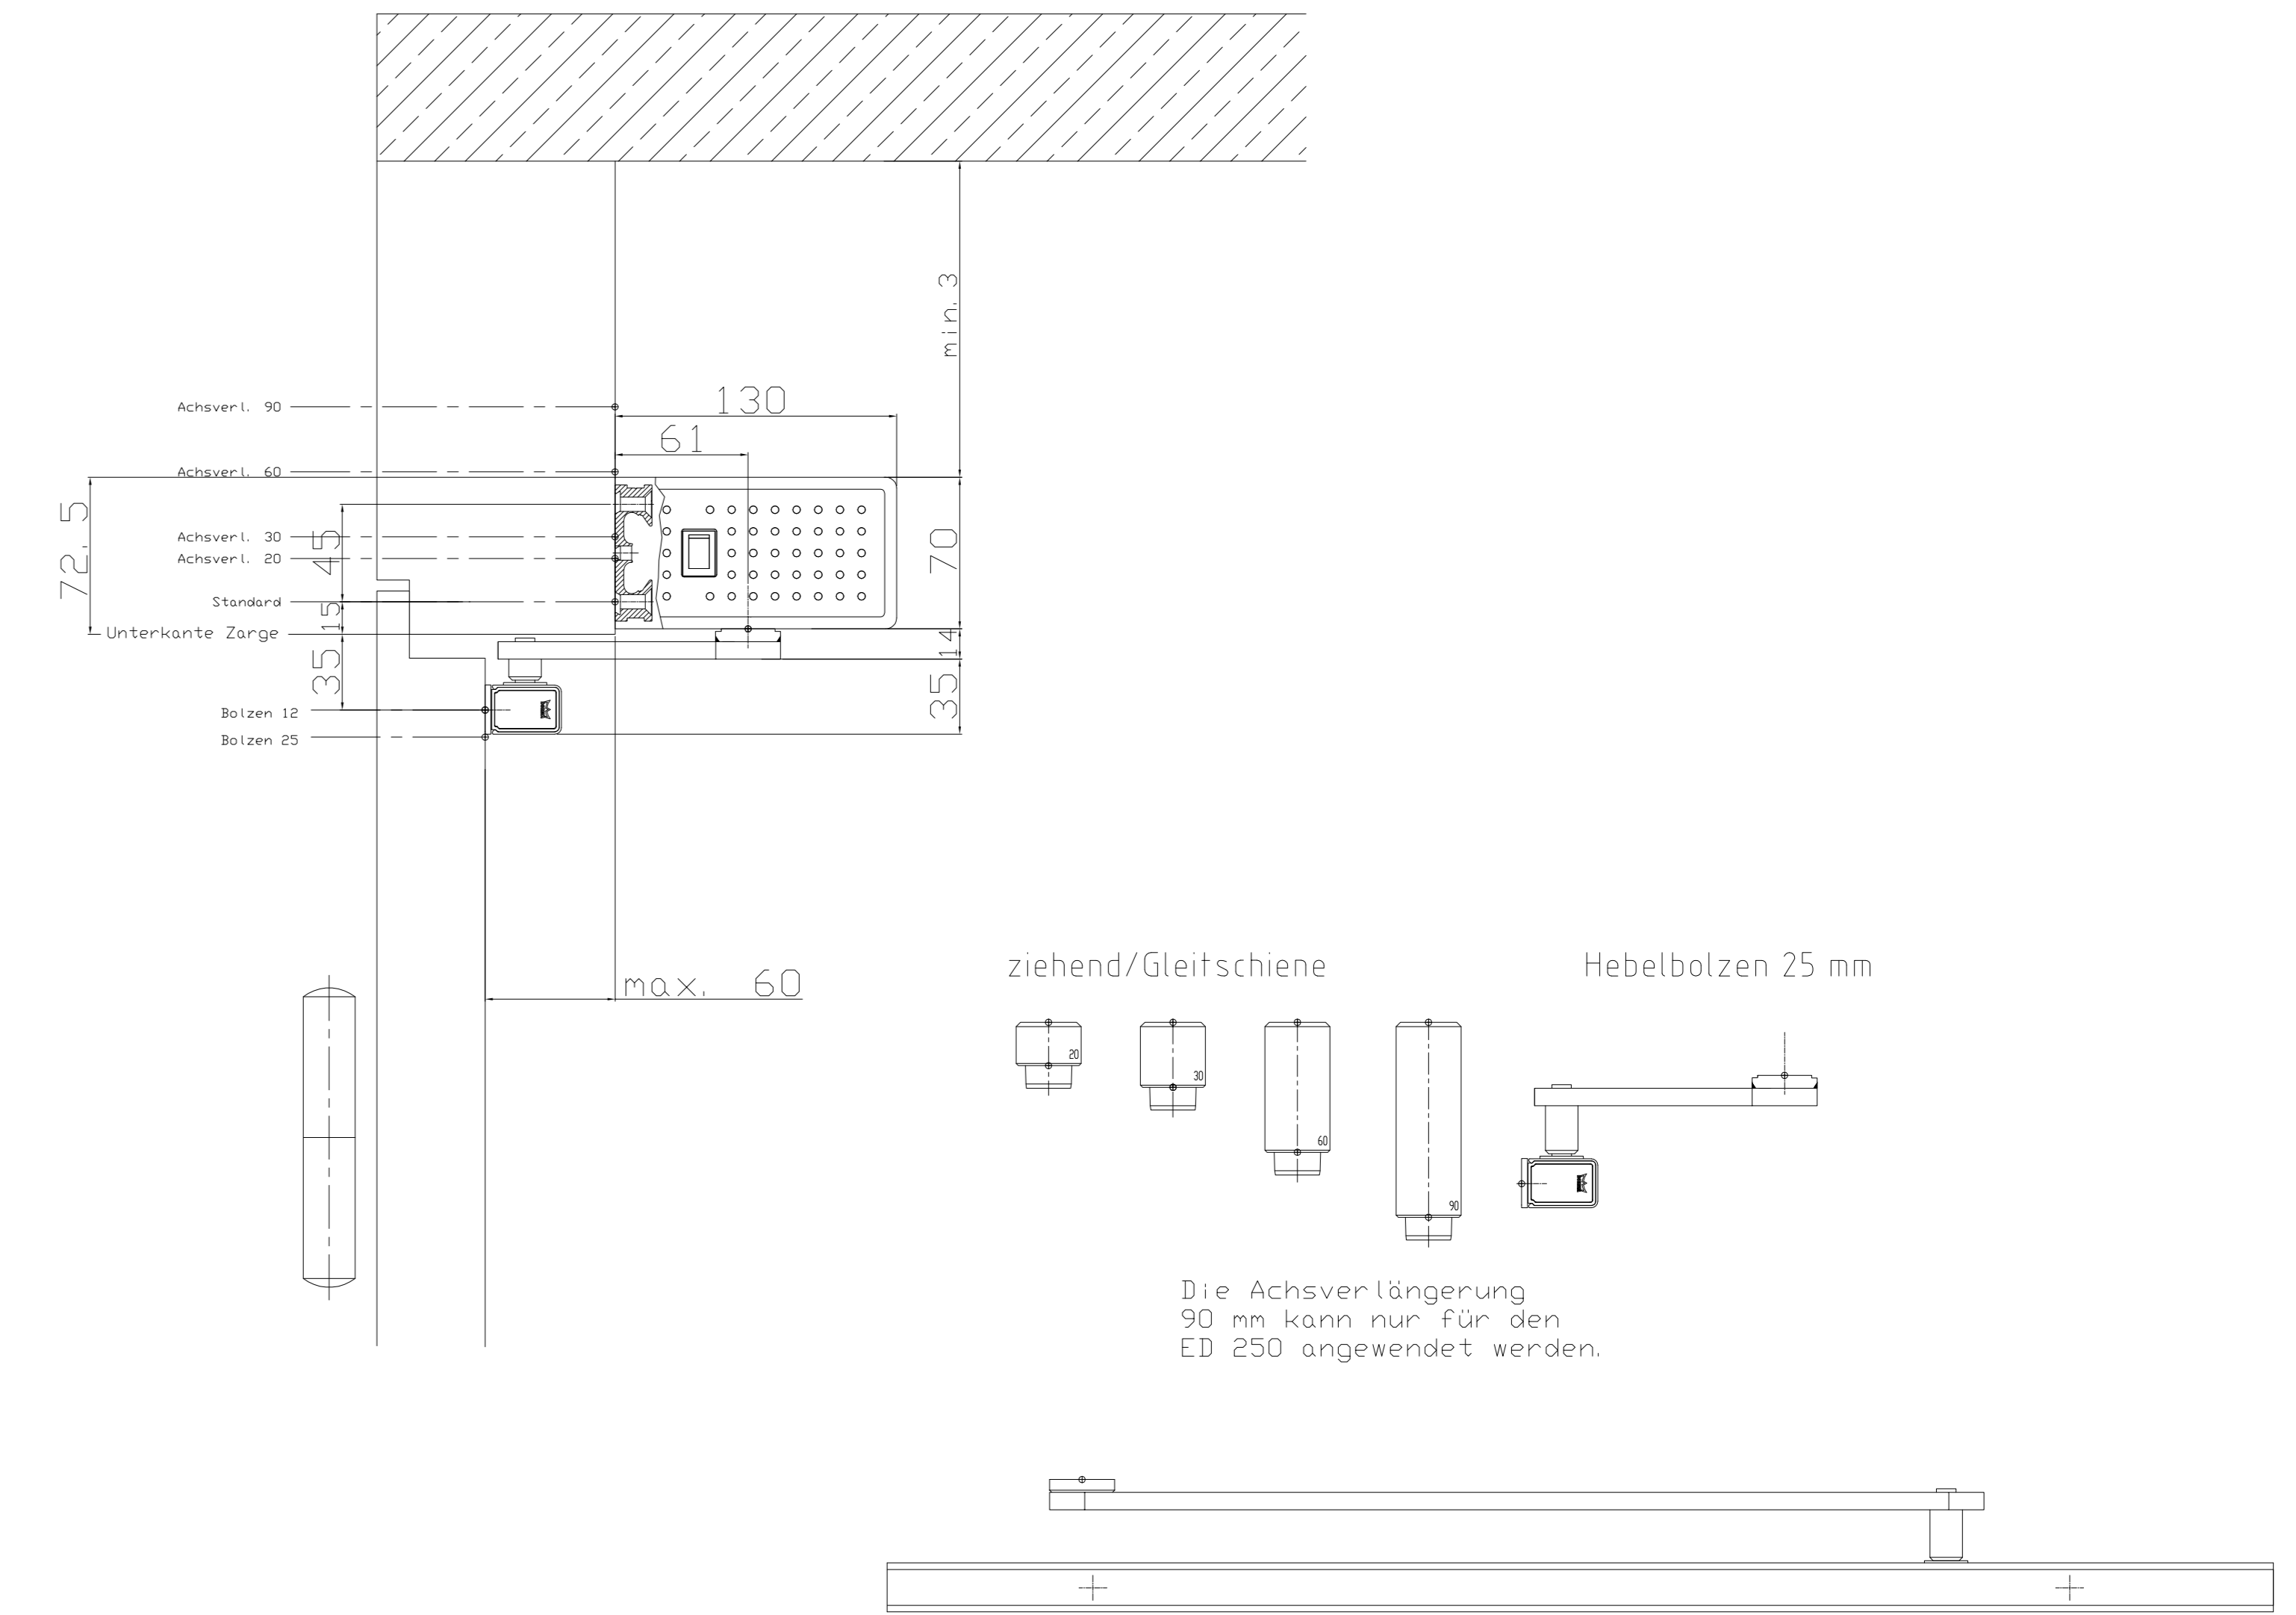 min. 3
130
Achsverl. 90
61
Achsverl. 60
72.5
45
Achsverl. 30
Achsverl. 20
70
Standard
15
Unterkante Zarge
14
35
35
Bolzen 12
Bolzen 25
max. 60
ziehend/Gleitschiene
Hebelbolzen 25 mm
20
30
60
90
Die Achsverlängerung
90 mm kann nur für den
ED 250 angewendet werden.